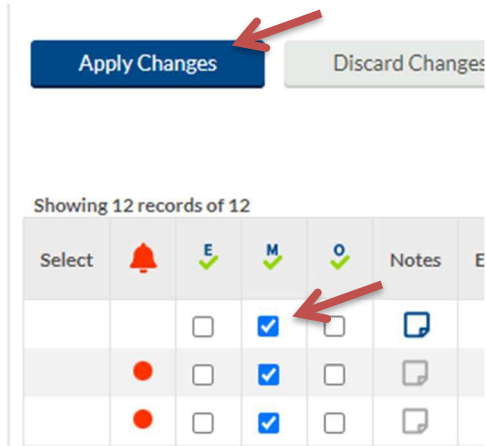 Apply Changes Discard Changes
Showing 12 records of 12
Select E M O Notes E